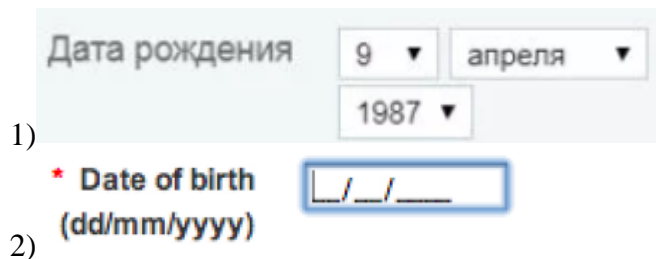 Дата рождения 9 ▼ апреля ▼
1987 ▼
1)
* Date of birth __/__/____
(dd/mm/yyyy)
2)